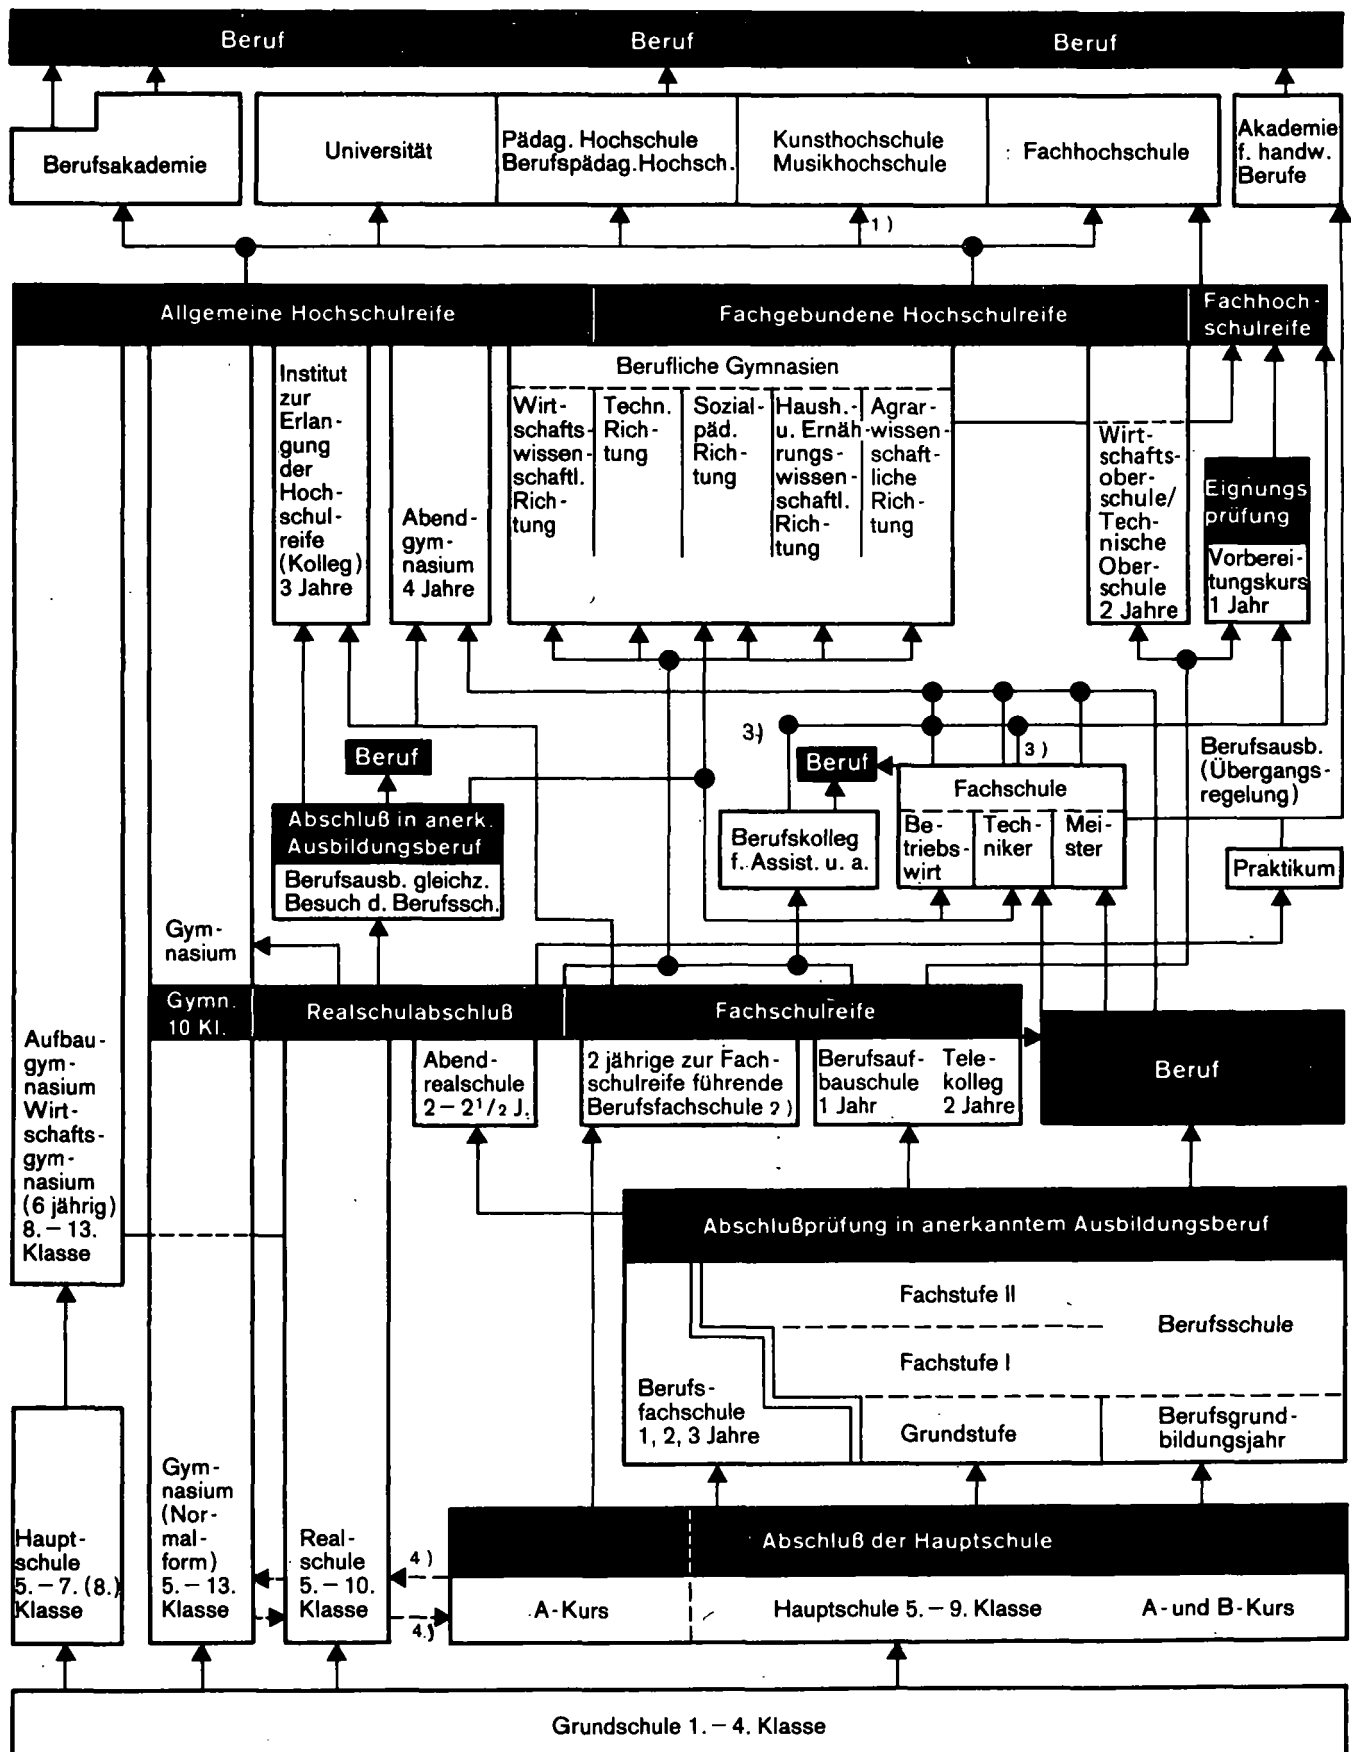 Beruf
Beruf
Beruf
Berufsakademie
Universität
Pädag. Hochschule
Berufspädag. Hochsch.
Kunsthochschule
Musikhochschule
Fachhochschule
Akademie
f. handw.
Berufe
1)
Allgemeine Hochschulreife
Fachgebundene Hochschulreife
Fachhoch-
schulreife
Institut
zur
Erlan-
gung
der
Hoch-
schul-
reife
(Kolleg)
3 Jahre
Abend-
gym-
nasium
4 Jahre
Berufliche Gymnasien
Wirt-
schafts-
wissen-
schaftl.
Rich-
tung
Techn.
Rich-
tung
Sozial-
päd.
Rich-
tung
Haush.-
u. Ernäh-
rungs-
wissen-
schaftl.
Rich-
tung
Agrar-
wissen-
schaft-
liche
Rich-
tung
Wirt-
schafts-
ober-
schule/
Tech-
nische
Ober-
schule
2 Jahre
Eignungs
prüfung
Vorberei-
tungskurs
1 Jahr
3)
3)
Beruf
Beruf
Berufsausb.
(Übergangs-
regelung)
Abschluß in anerk.
Ausbildungsberuf
Berufsausb. gleichz.
Besuch d. Berufssch.
Berufskolleg
f. Assist. u. a.
Fachschule
Be-
triebs-
wirt
Tech-
niker
Mei-
ster
Praktikum
Gym-
nasium
Gymn.
10 Kl.
Realschulabschluß
Fachschulreife
Aufbau-
gym-
nasium
Wirt-
schafts-
gym-
nasium
(6 jährig)
8. – 13.
Klasse
Abend-
realschule
2 – 2 1/2 J.
2 jährige zur Fach-
schulreife führende
Berufsfachschule 2)
Berufsauf-
bauschule
1 Jahr
Tele-
kolleg
2 Jahre
Beruf
Abschlußprüfung in anerkanntem Ausbildungsberuf
Fachstufe II
Berufsschule
Fachstufe I
Berufs-
fachschule
1, 2, 3 Jahre
Grundstufe
Berufsgrund-
bildungsjahr
Haupt-
schule
5. – 7. (8.)
Klasse
Gym-
nasium
(Nor-
mal-
form)
5. – 13.
Klasse
Real-
schule
5. – 10.
Klasse
4)
4)
Abschluß der Hauptschule
A-Kurs
Hauptschule 5. – 9. Klasse
A- und B-Kurs
Grundschule 1. – 4. Klasse